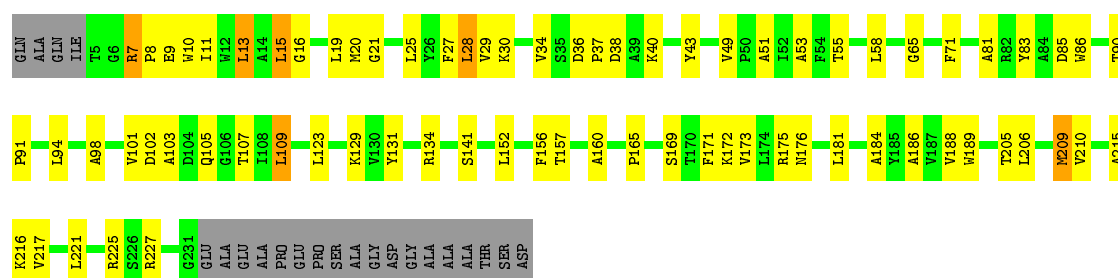 GLN ALA GLN ILE T5 G6 R7 P8 E9 W10 I11 W12 L13 A14 L15 G16 L19 M20 G21 L25 Y26 F27 L28 V29 K30 V34 S35 D36 P37 D38 A39 K40 Y43 V49 P50 A51 I52 A53 F54 T55 L58 G65 F71 A81 R82 Y83 A84 D85 W86 T90
P91 I94 A98 V101 D102 A103 D104 Q105 G106 T107 I108 L109 L123 K129 V130 Y131 R134 S141 L152 F156 T157 A160 P165 S169 T170 F171 K172 V173 L174 R175 N176 L181 A184 Y185 A186 V187 V188 W189 T205 L206 M209 V210 A215
K216 V217 L221 R225 S226 R227 G231 GLU ALA GLU ALA PRO GLU PRO SER ALA GLY ASP GLY ALA ALA ALA THR SER ASP